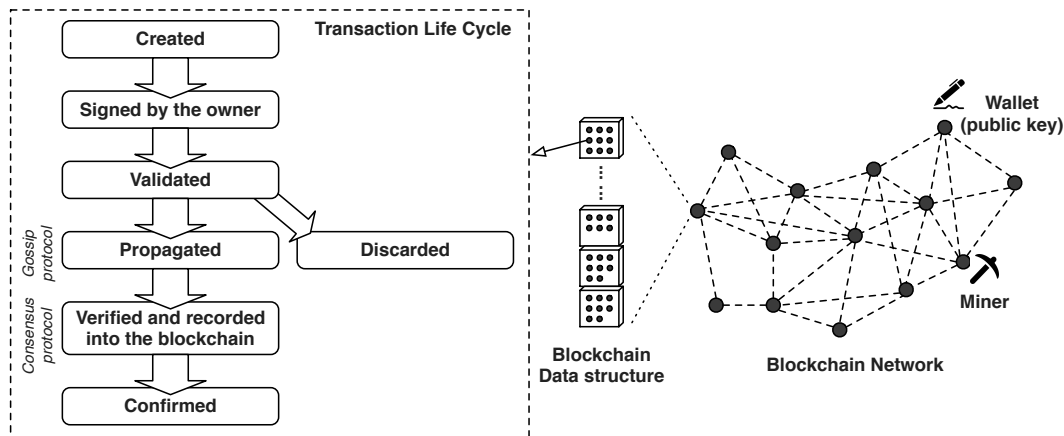 Transaction Life Cycle
Created
Signed by the owner
Validated
Gossip
protocol
Propagated
Discarded
Consensus
protocol
Verified and recorded
into the blockchain
Confirmed
Blockchain
Data structure
Wallet
(public key)
Miner
Blockchain Network